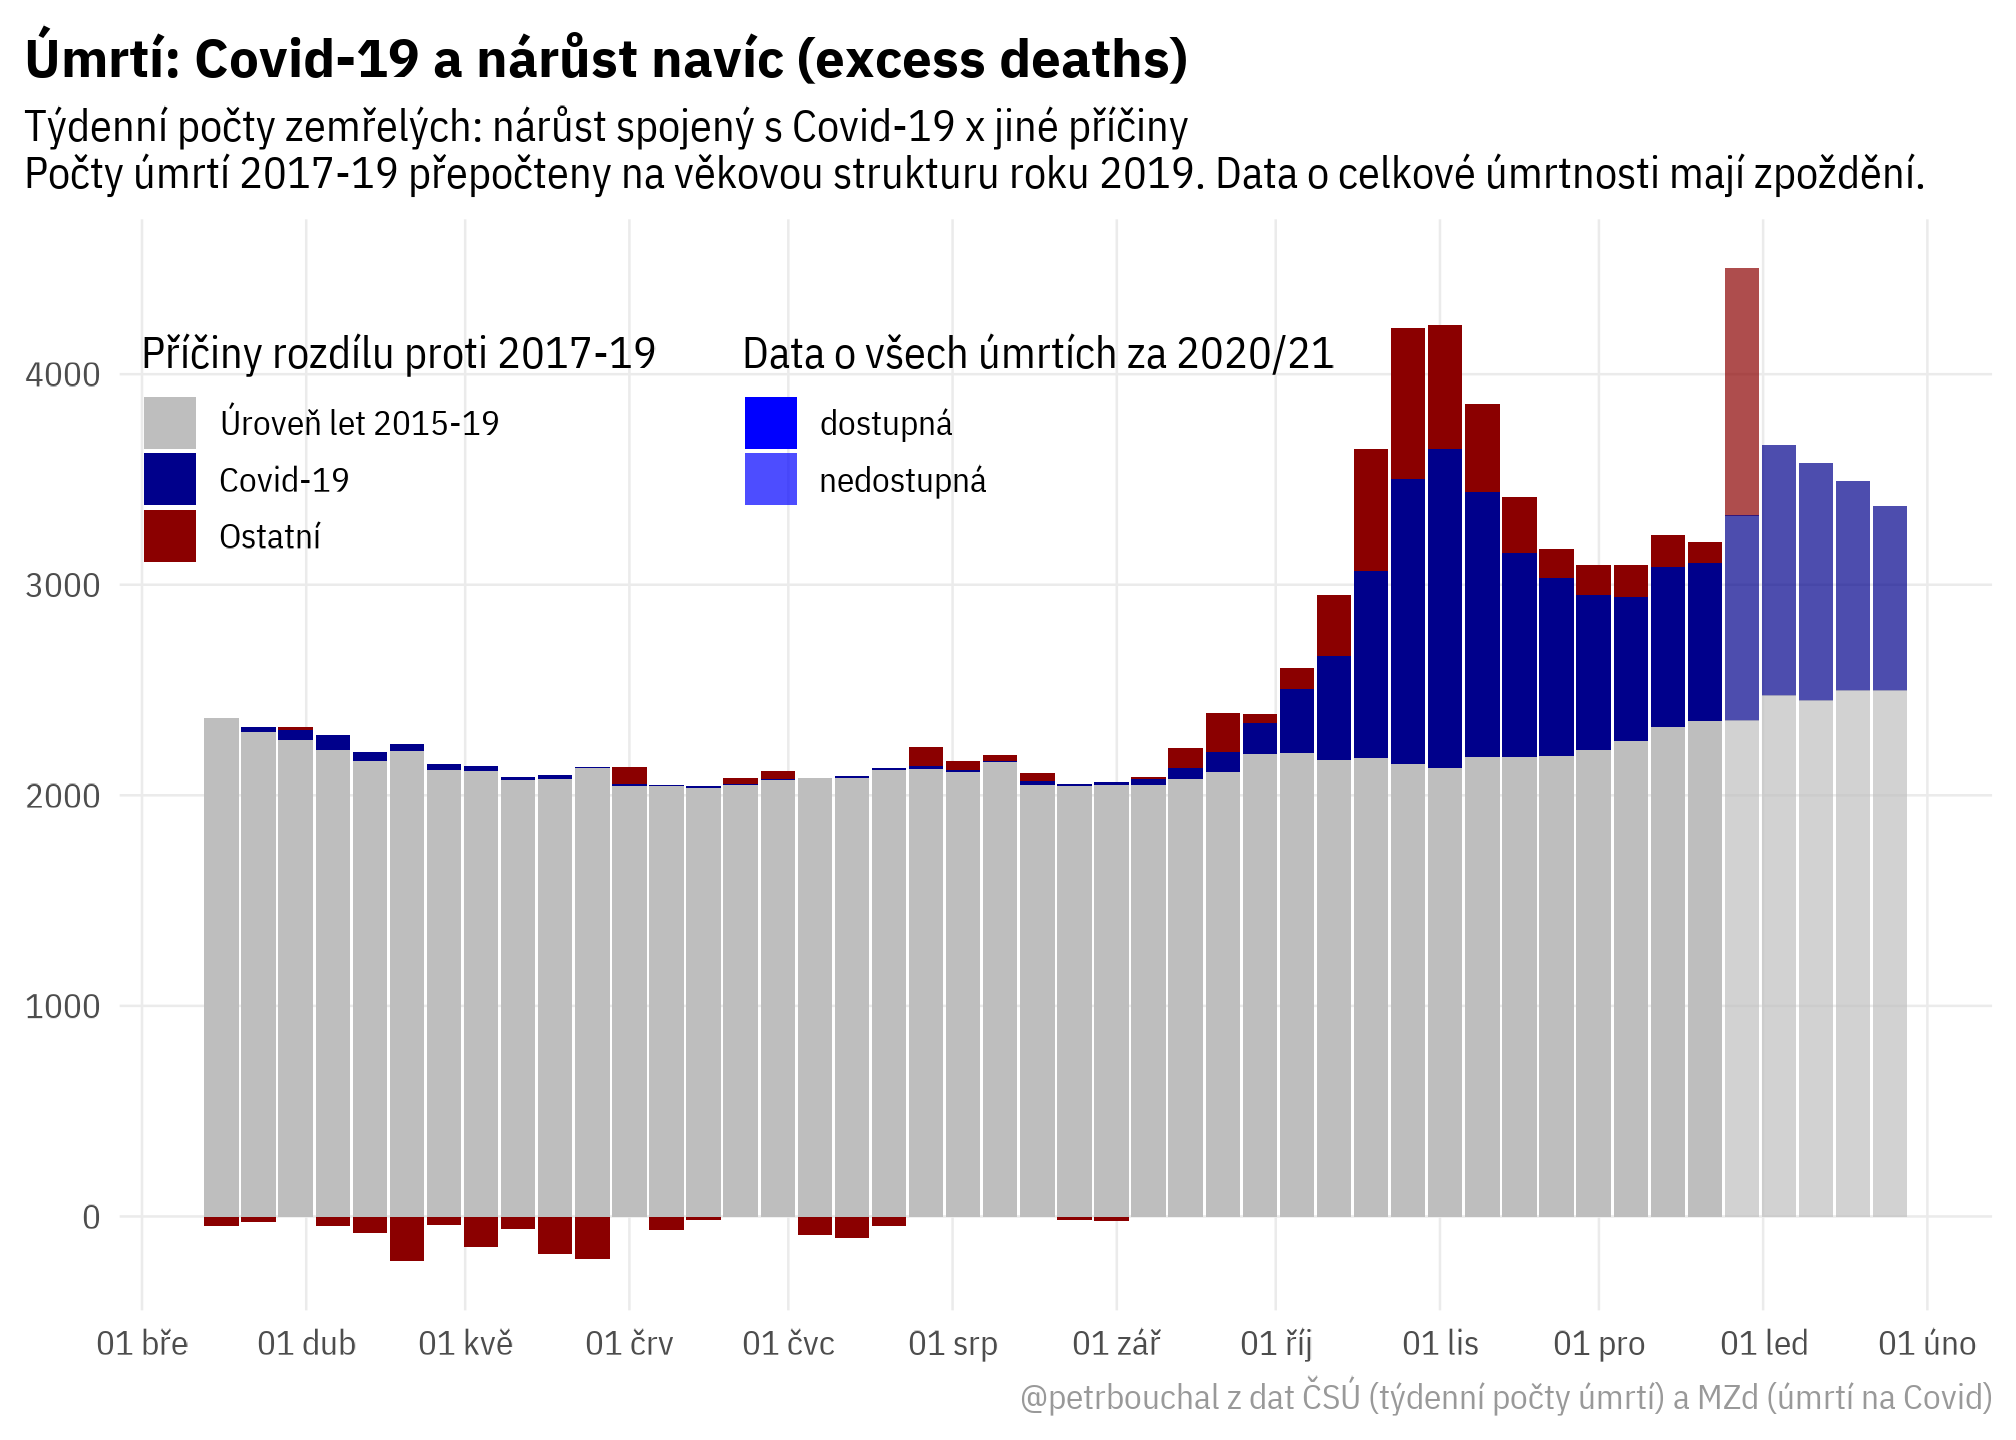 Úmrtí: Covid-19 a nárůst navíc (excess deaths)
Týdenní počty zemřelých: nárůst spojený s Covid-19 x jiné příčiny
Počty úmrtí 2017-19 přepočteny na věkovou strukturu roku 2019. Data o celkové úmrtnosti mají zpoždění.
Příčiny rozdílu proti 2017-19
Úroveň let 2015-19
Covid-19
Ostatní
Data o všech úmrtích za 2020/21
dostupná
nedostupná
4000
3000
2000
1000
0
01 bře 01 dub 01 kvě 01 črv 01 čvc 01 srp 01 zář 01 říj 01 lis 01 pro 01 led 01 úno
@petrbouchal z dat ČSÚ (týdenní počty úmrtí) a MZd (úmrtí na Covid)